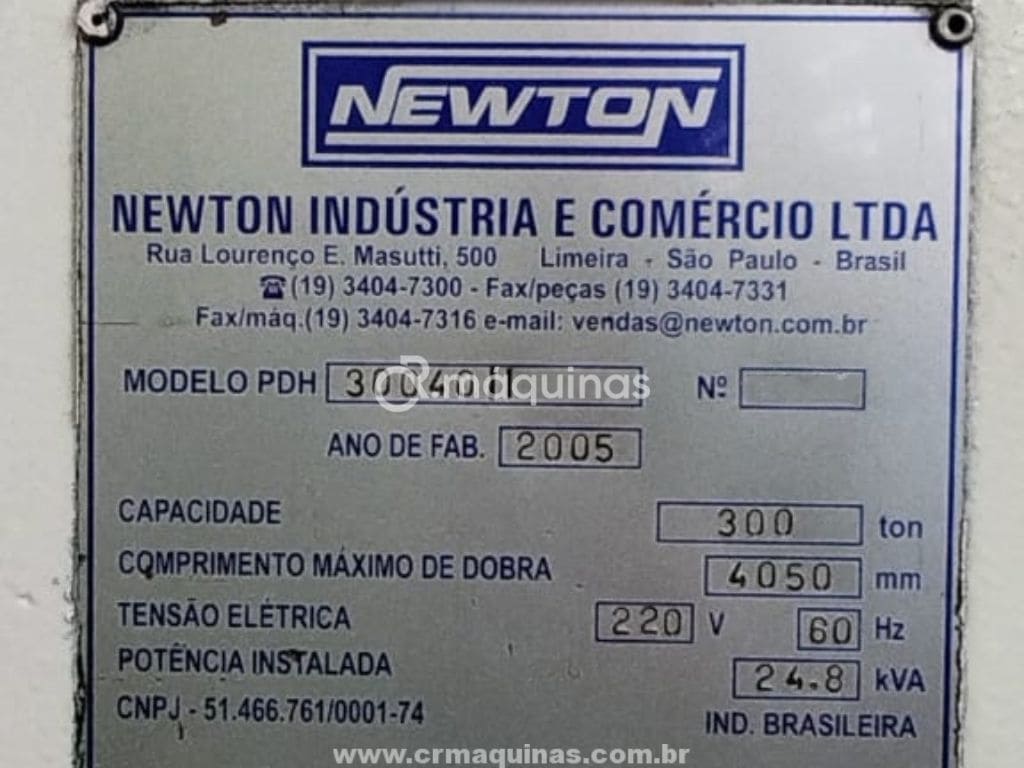 NEWTON
NEWTON INDÚSTRIA E COMÉRCIO LTDA
Rua Lourenço E. Masutti, 500 Limeira - São Paulo - Brasil
☎(19) 3404-7300 - Fax/peças (19) 3404-7331
Fax/máq.(19) 3404-7316 e-mail: vendas@newton.com.br
MODELO PDH Nº
CR máquinas
ANO DE FAB. 2005
CAPACIDADE 300 ton
COMPRIMENTO MÁXIMO DE DOBRA 4050 mm
TENSÃO ELÉTRICA 220 V 60 Hz
POTÊNCIA INSTALADA 24.8 kVA
CNPJ - 51.466.761/0001-74 IND. BRASILEIRA
www.crmaquinas.com.br